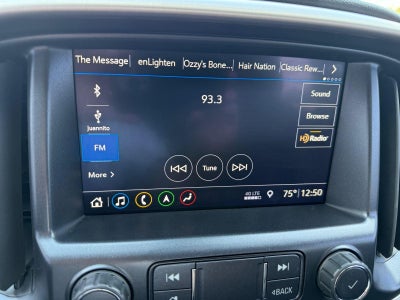 The Message enLighten Ozzy's Bone... Hair Nation Classic Rew...
Sound
93.3
Browse
Juannito
HD Radio
FM
More >
Tune
4G LTE 75° 12:50
BACK